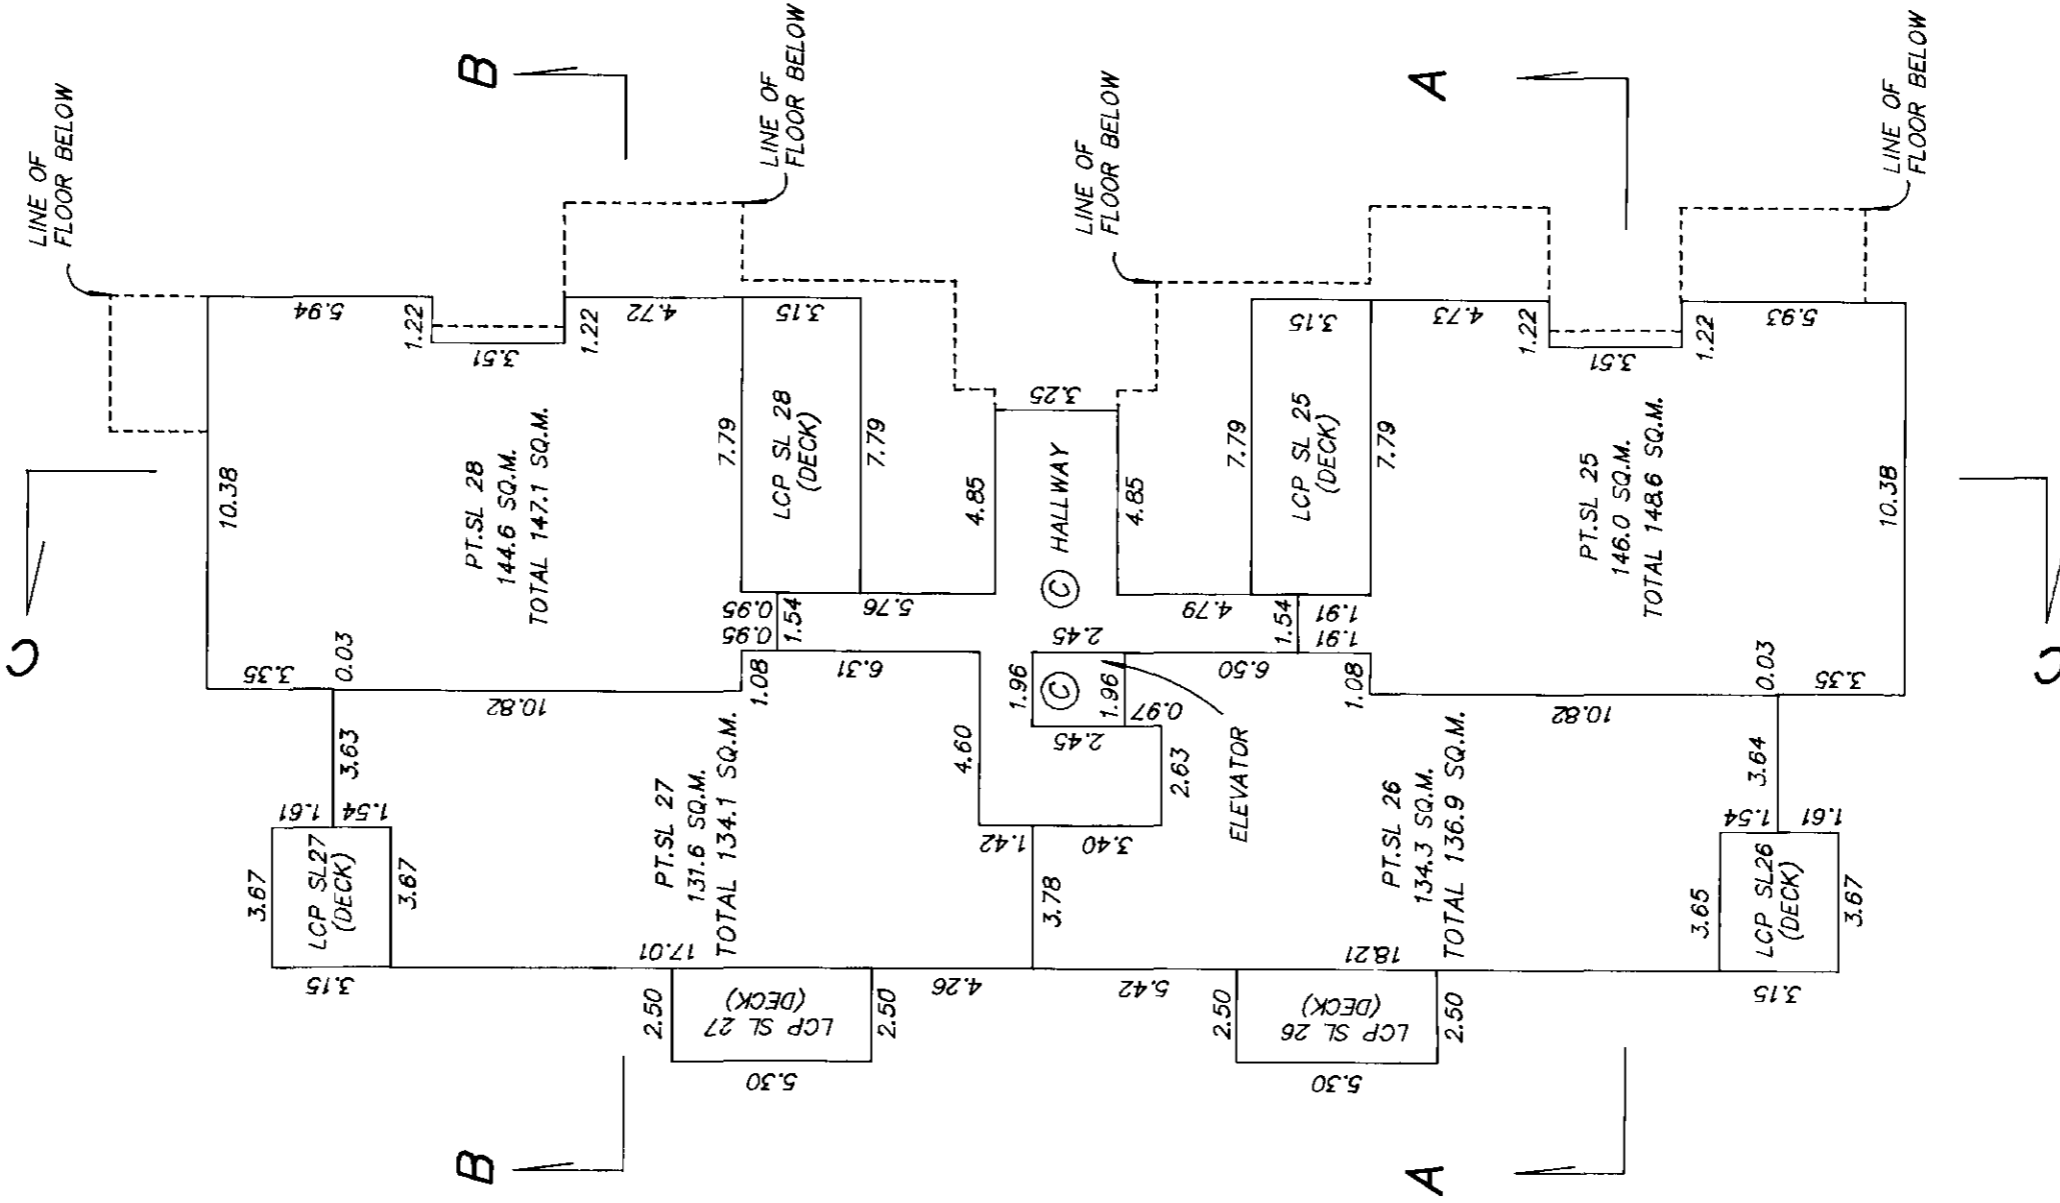 LINE OF
FLOOR BELOW
B
LINE OF
FLOOR BELOW
LINE OF
FLOOR BELOW
A
LINE OF
FLOOR BELOW
C
10.38
5.94
1.22
3.51
1.22
4.72
3.15
3.35
0.03
PT.SL 28
144.6 SQ.M.
TOTAL 147.1 SQ.M.
7.79
LCP SL 28
(DECK)
7.79
0.95
0.95
1.54
5.76
4.85
3.25
© HALLWAY
4.85
4.79
7.79
LCP SL 25
(DECK)
3.15
7.79
1.54
1.91
1.91
4.73
1.22
3.51
1.22
5.93
PT.SL 25
146.0 SQ.M.
TOTAL 148.6 SQ.M.
10.38
0.03
3.35
C
10.82
1.08
6.31
2.45
1.96
©
1.96
0.97
2.45
6.50
1.08
10.82
3.63
1.61
1.54
3.67
LCP SL27
(DECK)
3.67
3.15
PT.SL 27
131.6 SQ.M.
TOTAL 134.1 SQ.M.
4.60
1.42
3.40
2.63
ELEVATOR
3.78
PT.SL 26
134.3 SQ.M.
TOTAL 136.9 SQ.M.
3.64
1.54
1.61
3.65
LCP SL26
(DECK)
3.67
3.15
17.01
2.50
LCP SL 27
(DECK)
2.50
5.30
4.26
5.42
18.21
2.50
LCP SL 26
(DECK)
2.50
5.30
B
A